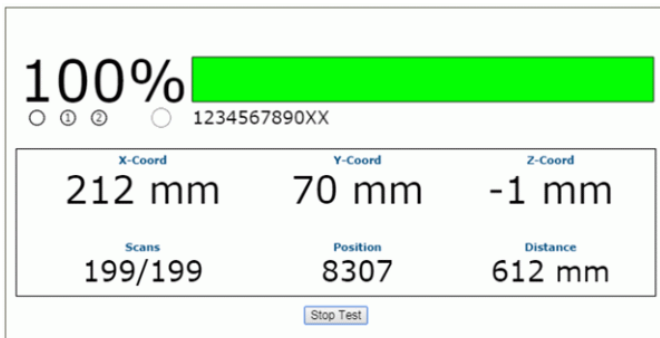 100%
1 2 1234567890XX
X-Coord Y-Coord Z-Coord
212 mm 70 mm -1 mm
Scans Position Distance
199/199 8307 612 mm
Stop Test